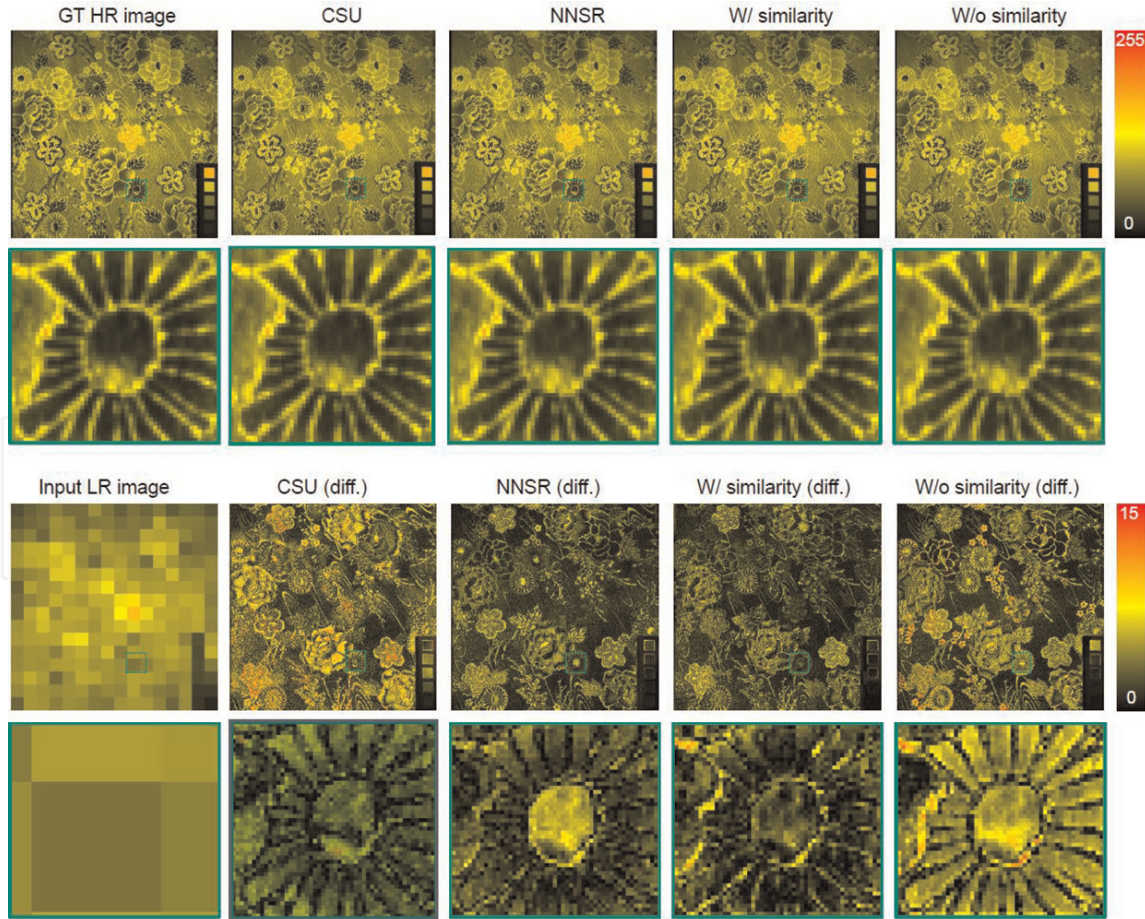 GT HR image CSU NNSR W/ similarity W/o similarity
255
0
Input LR image CSU (diff.) NNSR (diff.) W/ similarity (diff.) W/o similarity (diff.)
15
0